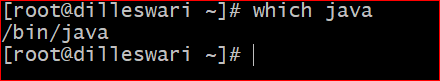 [root@dilleswari ~]# which java
/bin/java
[root@dilleswari ~]#